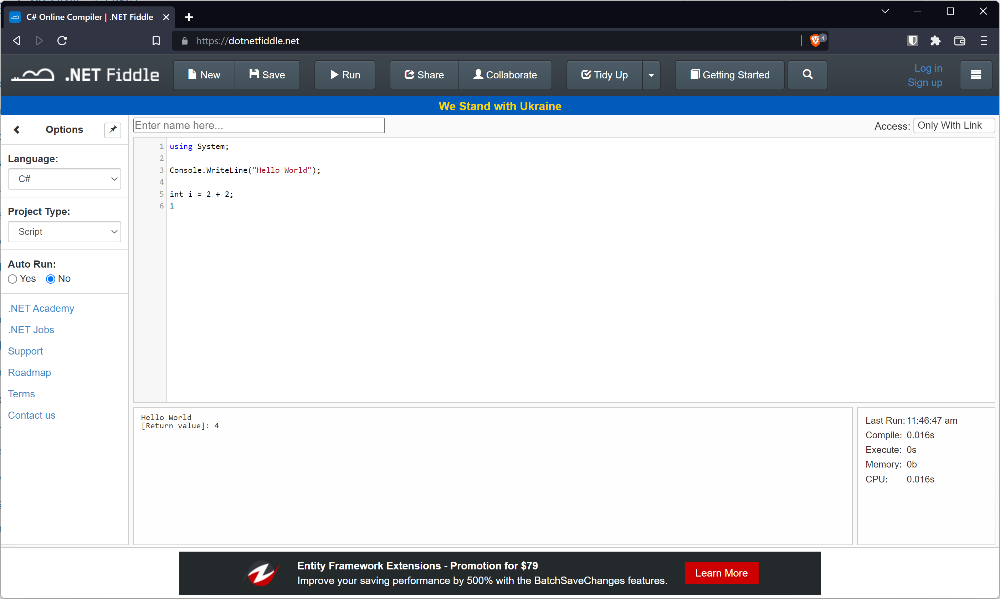 C# Online Compiler | .NET Fiddle
https://dotnetfiddle.net
4
.NET Fiddle
New
Save
Run
Share
Collaborate
Tidy Up
Getting Started
Log in
Sign up
We Stand with Ukraine
Options
Enter name here...
Access: Only With Link
Language:
C#
Project Type:
Script
Auto Run:
Yes No
.NET Academy
.NET Jobs
Support
Roadmap
Terms
Contact us
1 using System;
2
3 Console.WriteLine("Hello World");
4
5 int i = 2 + 2;
6 i
Hello World
[Return value]: 4
Last Run: 11:46:47 am
Compile: 0.016s
Execute: 0s
Memory: 0b
CPU: 0.016s
Entity Framework Extensions - Promotion for $79
Improve your saving performance by 500% with the BatchSaveChanges features.
Learn More